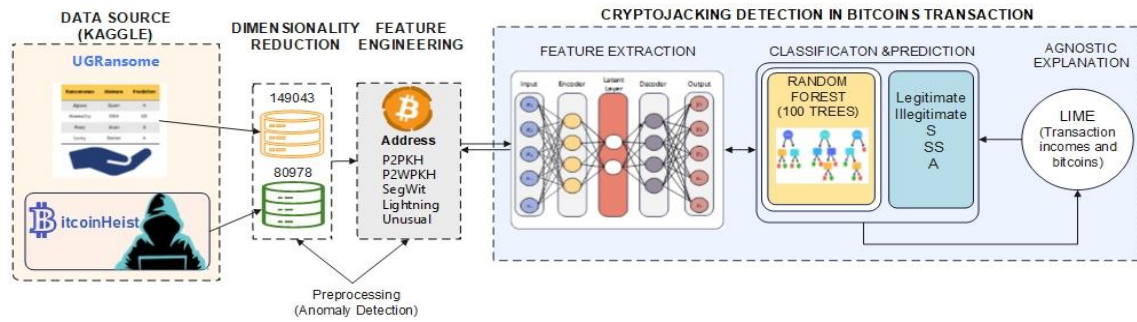 DATA SOURCE
(KAGGLE)
UGRansome
BitcoinHeist
DIMENSIONALITY
REDUCTION
149043
80978
FEATURE
ENGINEERING
Address
P2PKH
P2WPKH
SegWit
Lightning
Unusual
Preprocessing
(Anomaly Detection)
CRYPTOJACKING DETECTION IN BITCOINS TRANSACTION
FEATURE EXTRACTION
Input
Encoder
Latent
Layer
Decoder
Output
CLASSIFICATON &PREDICTION
RANDOM
FOREST
(100 TREES)
Legitimate
Illegitimate
S
SS
A
AGNOSTIC
EXPLANATION
LIME
(Transaction
incomes and
bitcoins)